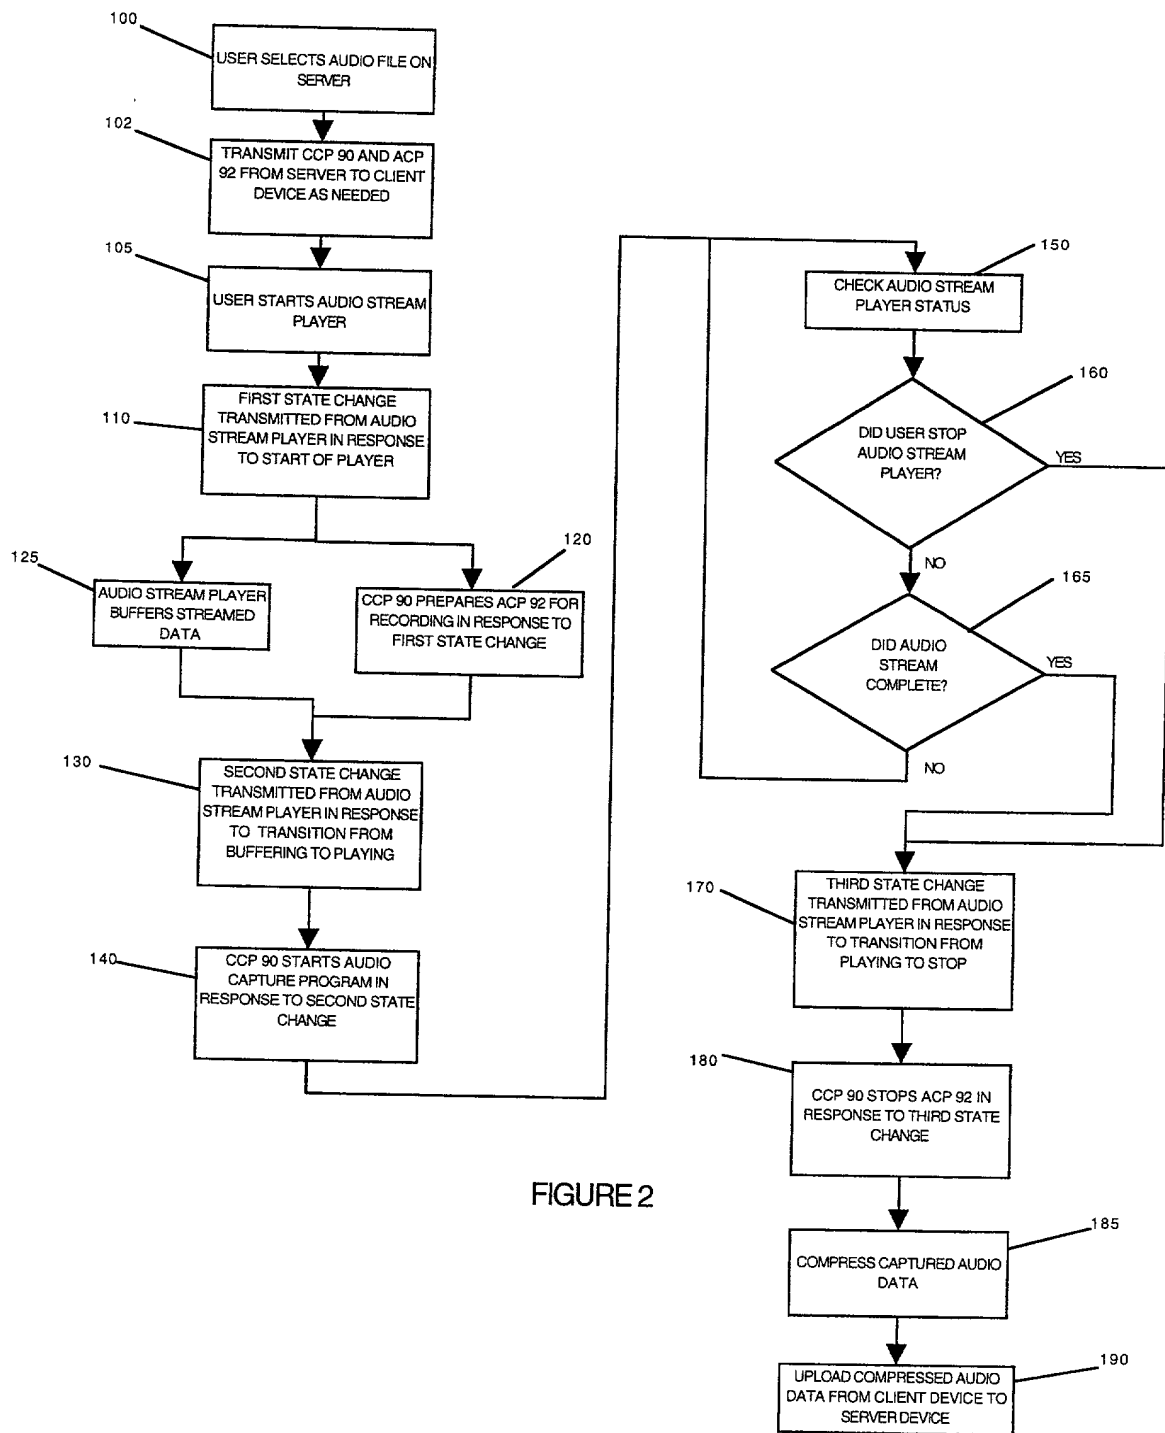 100
USER SELECTS AUDIO FILE ON
SERVER
102
TRANSMIT CCP 90 AND ACP
92 FROM SERVER TO CLIENT
DEVICE AS NEEDED
105
USER STARTS AUDIO STREAM
PLAYER
110
FIRST STATE CHANGE
TRANSMITTED FROM AUDIO
STREAM PLAYER IN RESPONSE
TO START OF PLAYER
125
AUDIO STREAM PLAYER
BUFFERS STREAMED
DATA
120
CCP 90 PREPARES ACP 92 FOR
RECORDING IN RESPONSE TO
FIRST STATE CHANGE
130
SECOND STATE CHANGE
TRANSMITTED FROM AUDIO
STREAM PLAYER IN RESPONSE
TO TRANSITION FROM
BUFFERING TO PLAYING
140
CCP 90 STARTS AUDIO
CAPTURE PROGRAM IN
RESPONSE TO SECOND STATE
CHANGE
150
CHECK AUDIO STREAM
PLAYER STATUS
160
DID USER STOP
AUDIO STREAM
PLAYER?
YES
NO
165
DID AUDIO
STREAM
COMPLETE?
YES
NO
170
THIRD STATE CHANGE
TRANSMITTED FROM AUDIO
STREAM PLAYER IN RESPONSE
TO TRANSITION FROM
PLAYING TO STOP
180
CCP 90 STOPS ACP 92 IN
RESPONSE TO THIRD STATE
CHANGE
185
COMPRESS CAPTURED AUDIO
DATA
190
UPLOAD COMPRESSED AUDIO
DATA FROM CLIENT DEVICE TO
SERVER DEVICE
FIGURE 2